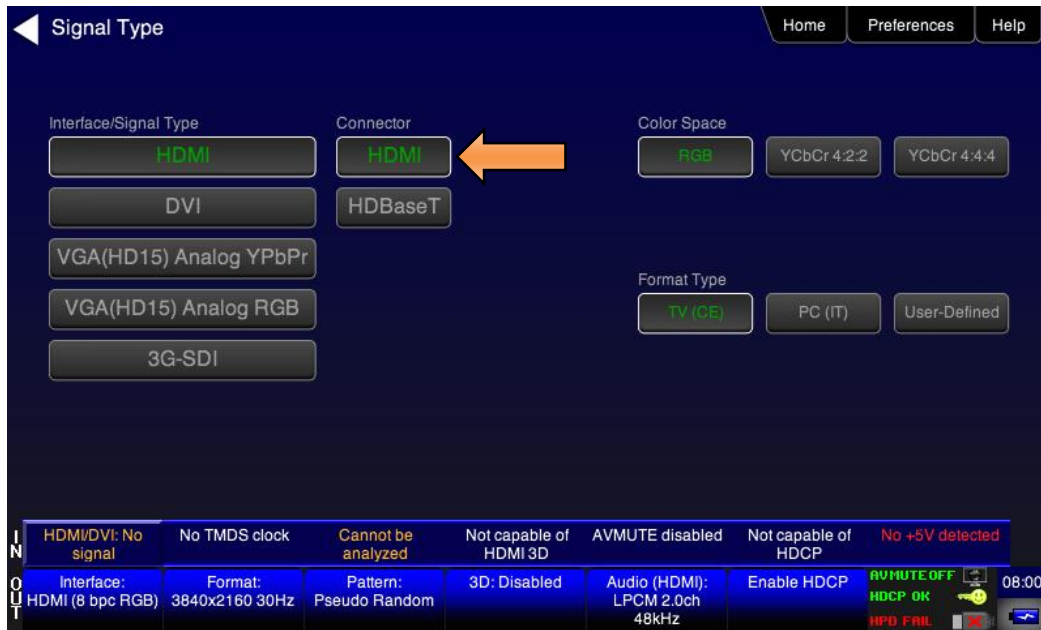 Signal Type
Home
Preferences
Help
Interface/Signal Type
Connector
Color Space
HDMI
HDMI
RGB
YCbCr 4:2:2
YCbCr 4:4:4
DVI
HDBaseT
VGA(HD15) Analog YPbPr
Format Type
VGA(HD15) Analog RGB
TV (CE)
PC (IT)
User-Defined
3G-SDI
IN
HDMI/DVI: No
signal
No TMDS clock
Cannot be
analyzed
Not capable of
HDMI 3D
AVMUTE disabled
Not capable of
HDCP
No +5V detected
OUT
Interface:
HDMI (8 bpc RGB)
Format:
3840x2160 30Hz
Pattern:
Pseudo Random
3D: Disabled
Audio (HDMI):
LPCM 2.0ch
48kHz
Enable HDCP
AVMUTE OFF
HDCP OK
HPD FAIL
08:00